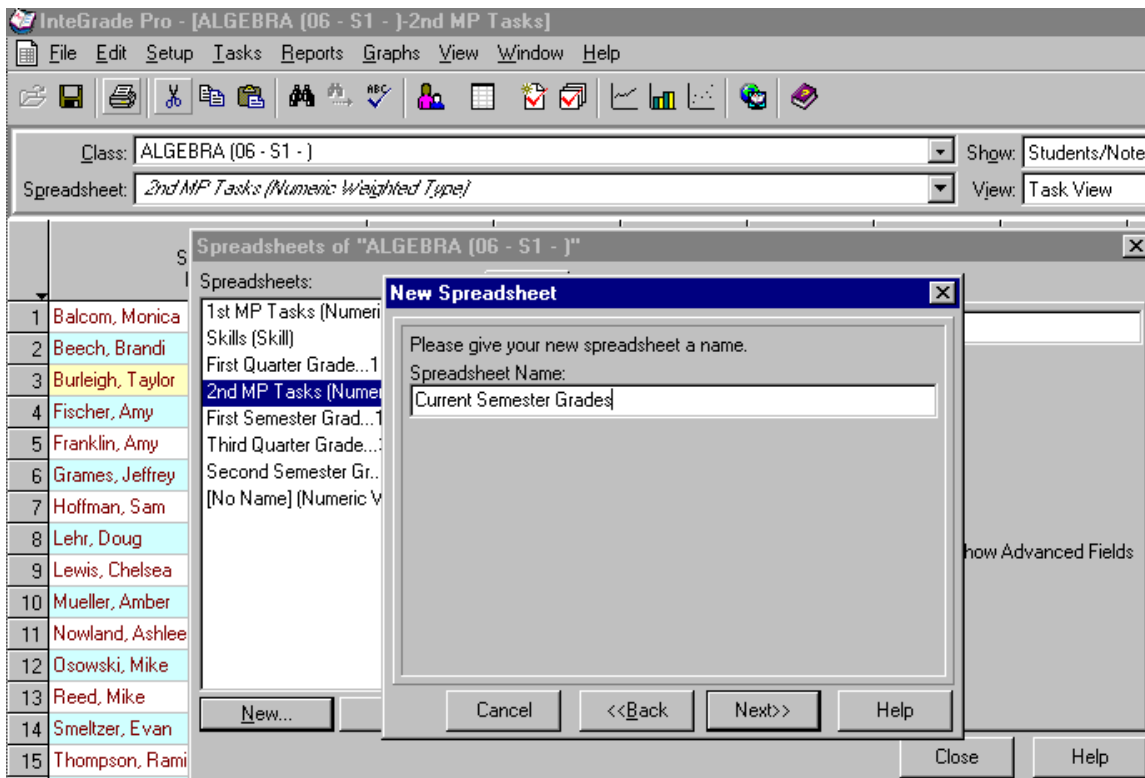 InteGrade Pro - [ALGEBRA (06 - S1 - )-2nd MP Tasks]
File Edit Setup Tasks Reports Graphs View Window Help
ABC
Class: ALGEBRA (06 - S1 - ) Show: Students/Note
Spreadsheet: 2nd MP Tasks (Numeric Weighted Type) View: Task View
Spreadsheets of "ALGEBRA (06 - S1 - )"
Spreadsheets:
1st MP Tasks (Numeri
Skills (Skill)
First Quarter Grade...1
2nd MP Tasks (Numer
First Semester Grad...1
Third Quarter Grade...
Second Semester Gr..
[No Name] (Numeric
New Spreadsheet
Please give your new spreadsheet a name.
Spreadsheet Name:
Current Semester Grades
Cancel <<Back Next>> Help
how Advanced Fields
New...
Close Help
1 Balcom, Monica
2 Beech, Brandi
3 Burleigh, Taylor
4 Fischer, Amy
5 Franklin, Amy
6 Grames, Jeffrey
7 Hoffman, Sam
8 Lehr, Doug
9 Lewis, Chelsea
10 Mueller, Amber
11 Nowland, Ashlee
12 Osowski, Mike
13 Reed, Mike
14 Smeltzer, Evan
15 Thompson, Rami